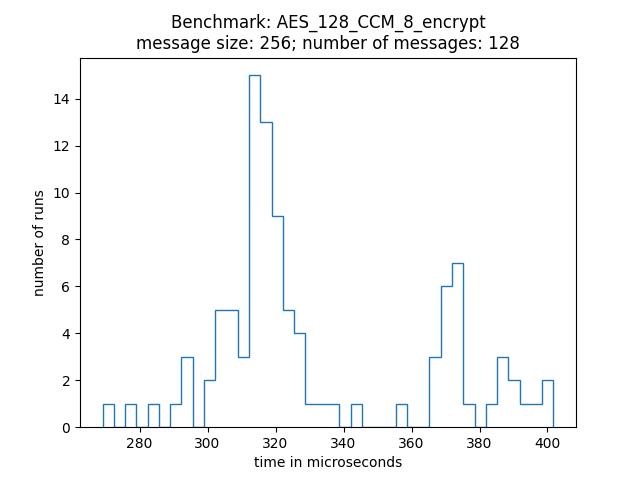 Benchmark: AES_128_CCM_8_encrypt
message size: 256; number of messages: 128
14
12
10
8
6
4
2
0
number of runs
280 300 320 340 360 380 400
time in microseconds